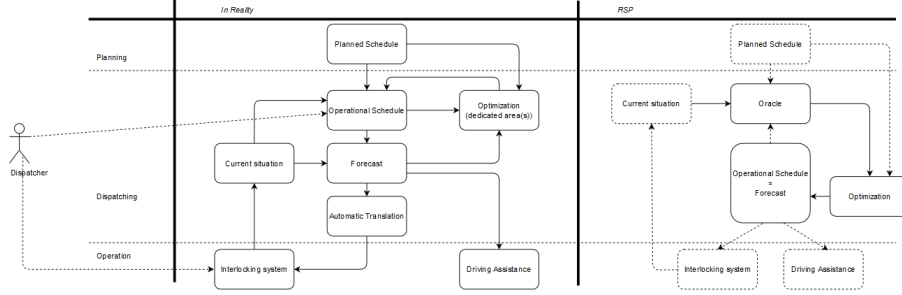 In Reality
RSP
Planning
Planned Schedule
Planned Schedule
Operational Schedule
Optimization
(dedicated area(s))
Current situation
Oracle
Dispatcher
Current situation
Forecast
Operational Schedule
=
Forecast
Dispatching
Optimization
Automatic Translation
Operation
Interlocking system
Driving Assistance
Interlocking system
Driving Assistance